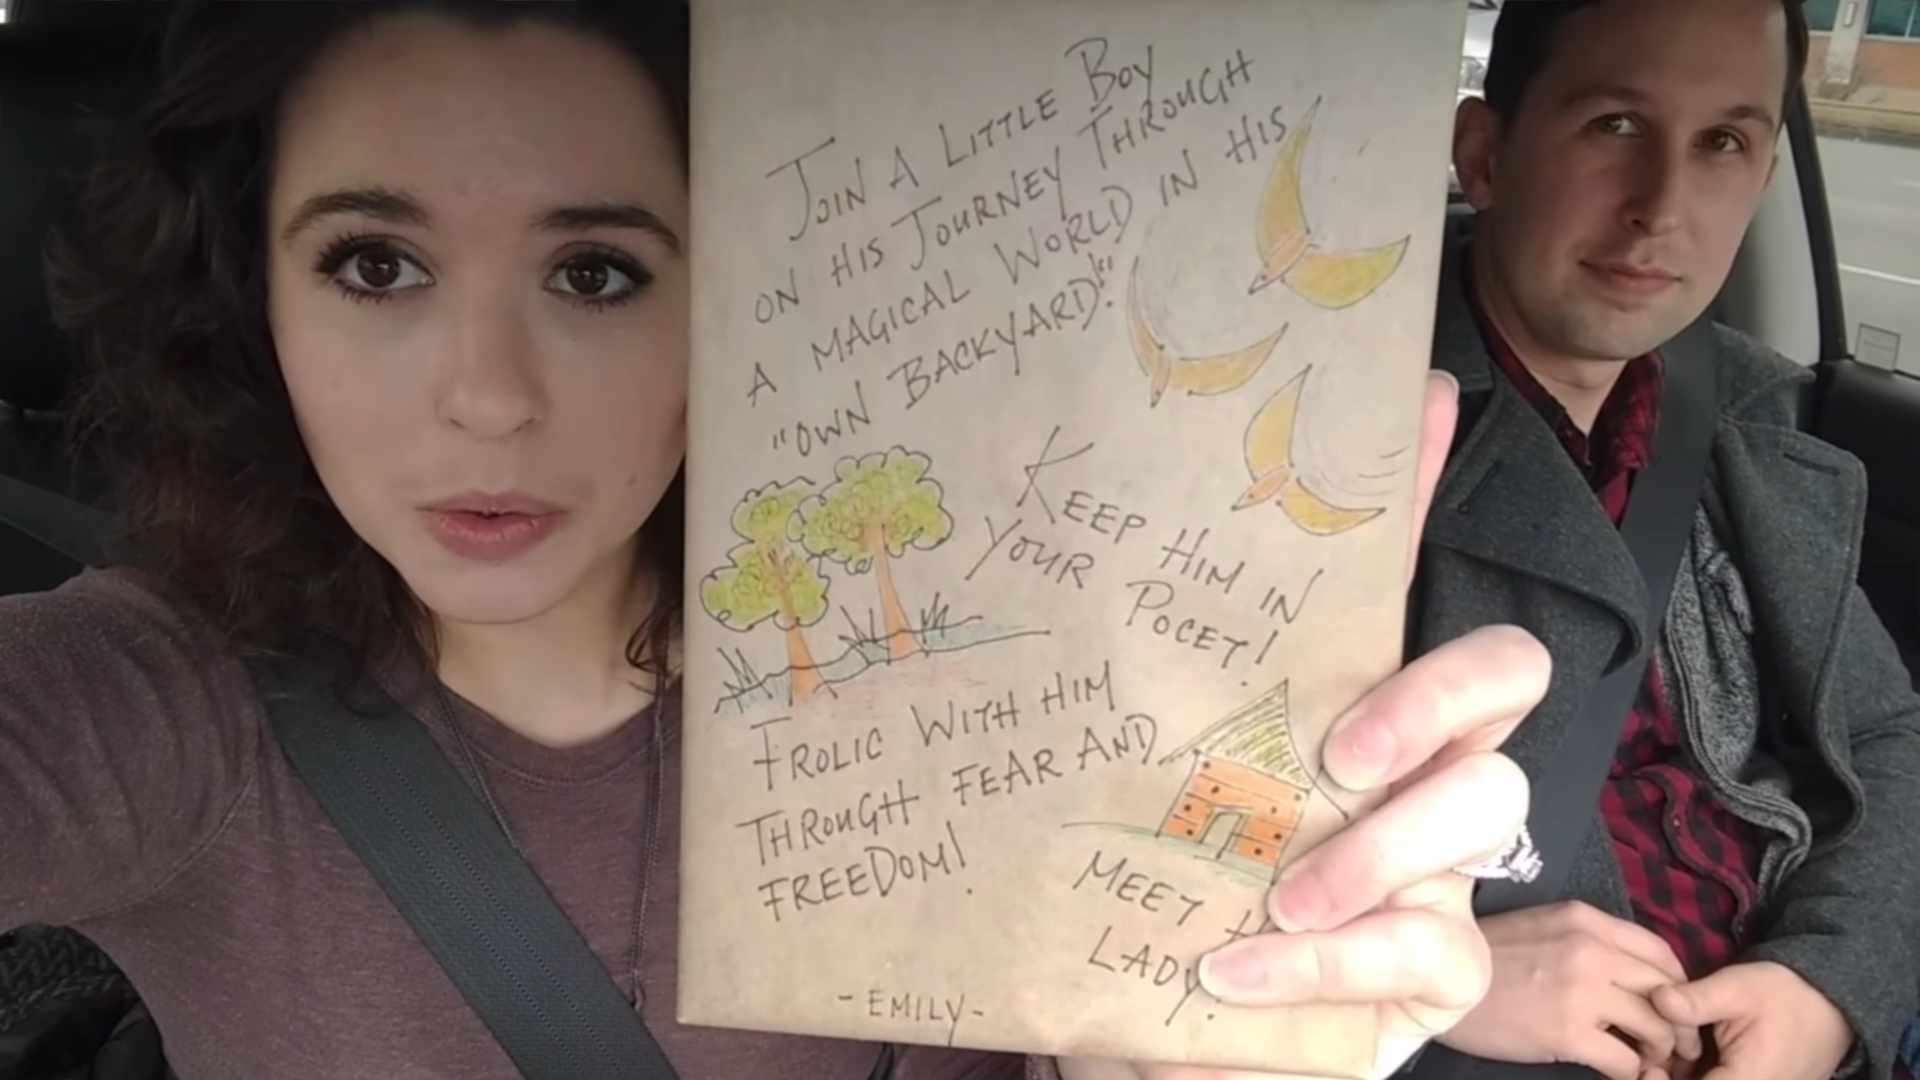 JOIN A LITTLE BOY
ON HIS JOURNEY THROUGH
A MAGICAL WORLD IN HIS
"OWN BACKYARD!"
KEEP HIM IN
YOUR POCET!
FROLIC WITH HIM
THROUGH FEAR AND
FREEDOM!
MEET
LADY!
-EMILY-